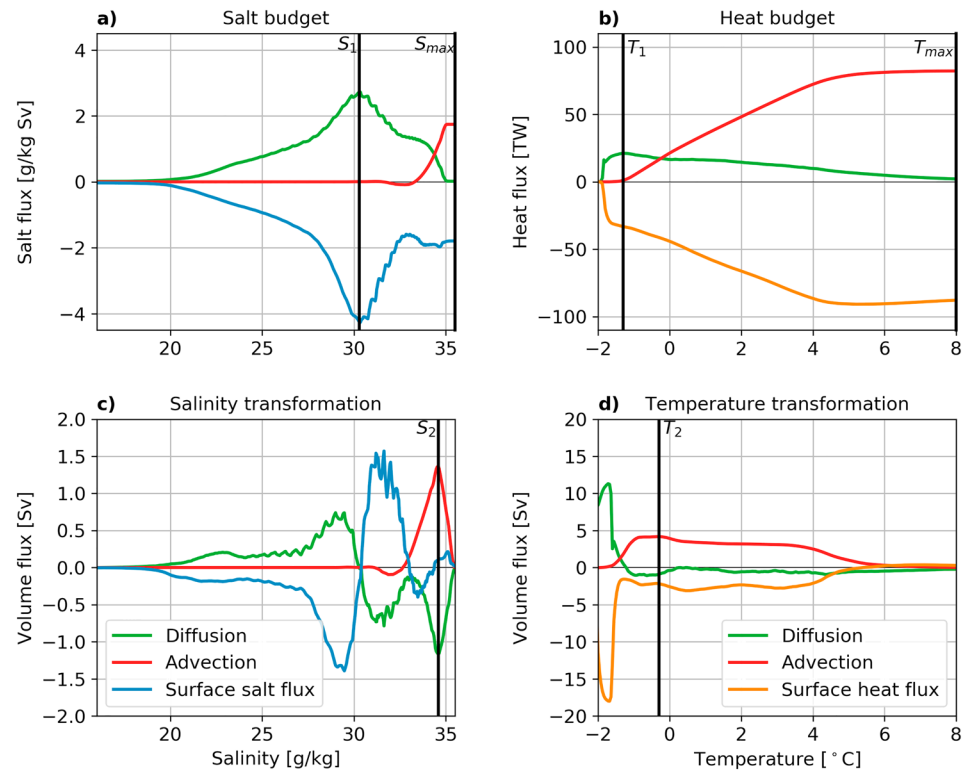 a) Salt budget
S1 Smax
Salt flux [g/kg Sv]
4
2
0
−2
−4
20 25 30 35
b) Heat budget
T1 Tmax
Heat flux [TW]
100
50
0
−50
−100
−2 0 2 4 6 8
c) Salinity transformation
S2
Volume flux [Sv]
2.0
1.5
1.0
0.5
0.0
−0.5
−1.0
−1.5
−2.0
Diffusion
Advection
Surface salt flux
20 25 30 35
Salinity [g/kg]
d) Temperature transformation
T2
Volume flux [Sv]
20
15
10
5
0
−5
−10
−15
−20
Diffusion
Advection
Surface heat flux
−2 0 2 4 6 8
Temperature [°C]